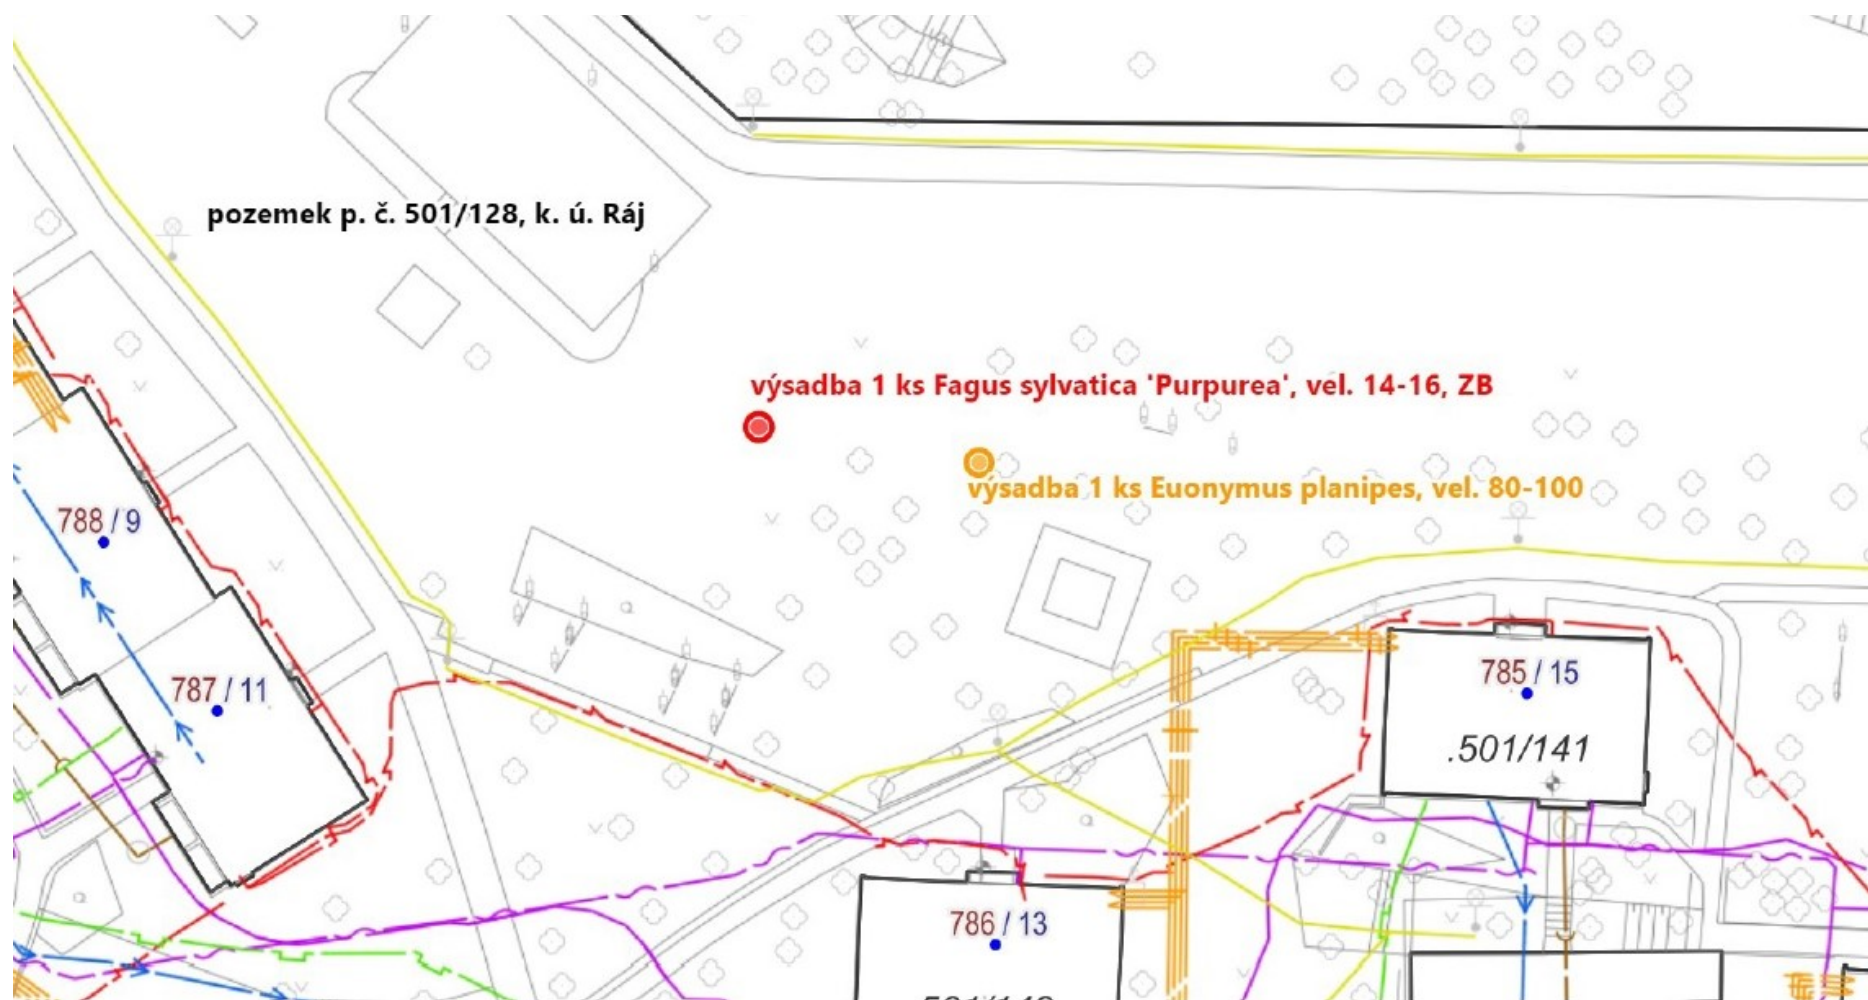 pozemek p. č. 501/128, k. ú. Ráj
výsadba 1 ks Fagus sylvatica 'Purpurea', vel. 14-16, ZB
výsadba 1 ks Euonymus planipes, vel. 80-100
788 / 9
787 / 11
785 / 15
.501/141
786 / 13